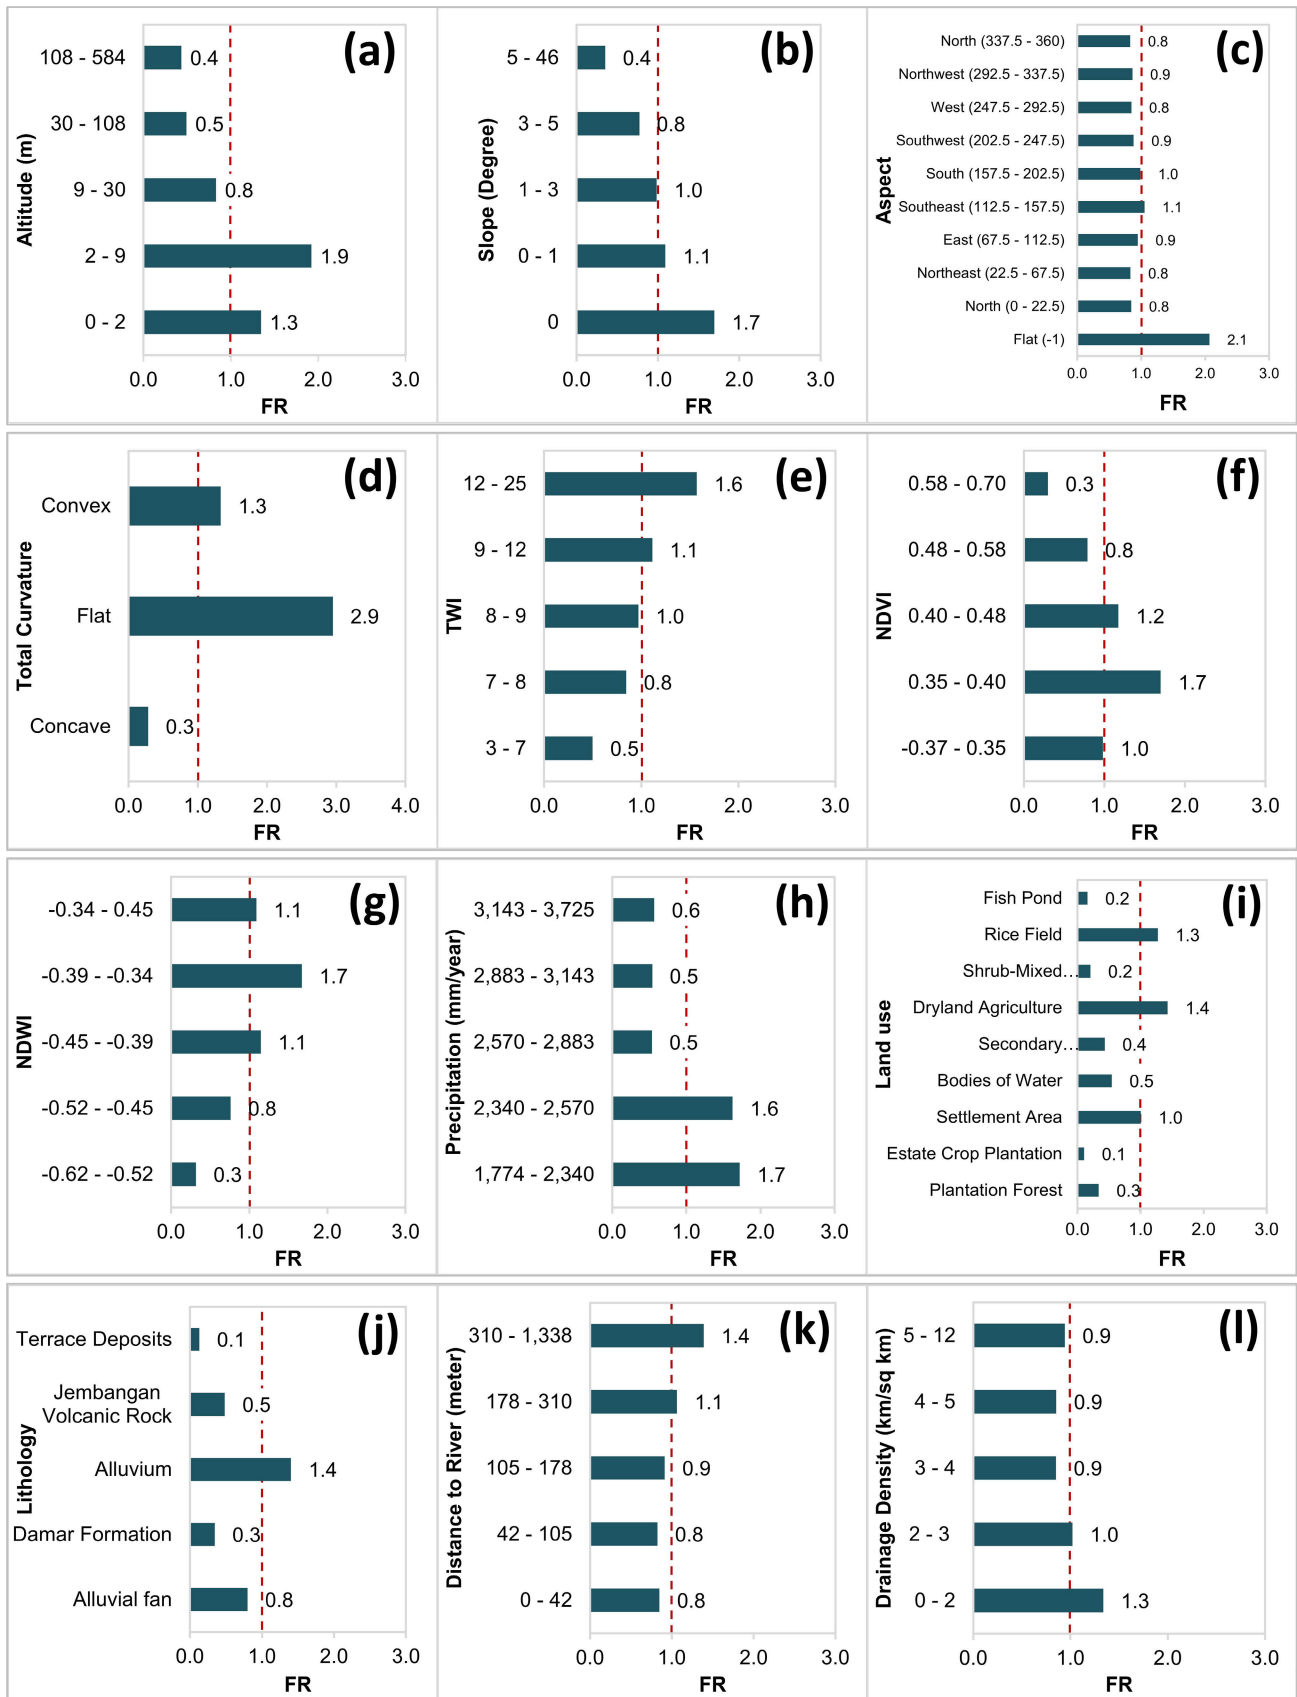 (a)
Altitude (m)
108 - 584 0.4
30 - 108 0.5
9 - 30 0.8
2 - 9 1.9
0 - 2 1.3
0.0 1.0 2.0 3.0
FR
(b)
Slope (Degree)
5 - 46 0.4
3 - 5 0.8
1 - 3 1.0
0 - 1 1.1
0 1.7
0.0 1.0 2.0 3.0
FR
(c)
Aspect
North (337.5 - 360) 0.8
Northwest (292.5 - 337.5) 0.9
West (247.5 - 292.5) 0.8
Southwest (202.5 - 247.5) 0.9
South (157.5 - 202.5) 1.0
Southeast (112.5 - 157.5) 1.1
East (67.5 - 112.5) 0.9
Northeast (22.5 - 67.5) 0.8
North (0 - 22.5) 0.8
Flat (-1) 2.1
0.0 1.0 2.0 3.0
FR
(d)
Total Curvature
Convex 1.3
Flat 2.9
Concave 0.3
0.0 1.0 2.0 3.0 4.0
FR
(e)
TWI
12 - 25 1.6
9 - 12 1.1
8 - 9 1.0
7 - 8 0.8
3 - 7 0.5
0.0 1.0 2.0 3.0
FR
(f)
NDVI
0.58 - 0.70 0.3
0.48 - 0.58 0.8
0.40 - 0.48 1.2
0.35 - 0.40 1.7
-0.37 - 0.35 1.0
0.0 1.0 2.0 3.0
FR
(g)
NDWI
-0.34 - 0.45 1.1
-0.39 - -0.34 1.7
-0.45 - -0.39 1.1
-0.52 - -0.45 0.8
-0.62 - -0.52 0.3
0.0 1.0 2.0 3.0
FR
(h)
Precipitation (mm/year)
3,143 - 3,725 0.6
2,883 - 3,143 0.5
2,570 - 2,883 0.5
2,340 - 2,570 1.6
1,774 - 2,340 1.7
0.0 1.0 2.0 3.0
FR
(i)
Land use
Fish Pond 0.2
Rice Field 1.3
Shrub-Mixed... 0.2
Dryland Agriculture 1.4
Secondary... 0.4
Bodies of Water 0.5
Settlement Area 1.0
Estate Crop Plantation 0.1
Plantation Forest 0.3
0.0 1.0 2.0 3.0
FR
(j)
Lithology
Terrace Deposits 0.1
Jembangan
Volcanic Rock 0.5
Alluvium 1.4
Damar Formation 0.3
Alluvial fan 0.8
0.0 1.0 2.0 3.0
FR
(k)
Distance to River (meter)
310 - 1,338 1.4
178 - 310 1.1
105 - 178 0.9
42 - 105 0.8
0 - 42 0.8
0.0 1.0 2.0 3.0
FR
(l)
Drainage Density (km/sq km)
5 - 12 0.9
4 - 5 0.9
3 - 4 0.9
2 - 3 1.0
0 - 2 1.3
0.0 1.0 2.0 3.0
FR